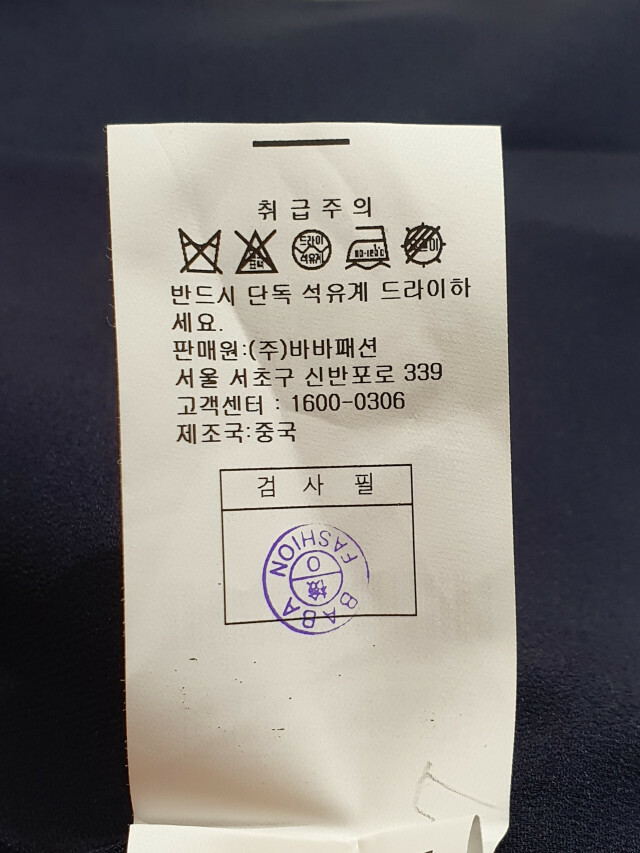 취급주의
드라이
석유계
반드시 단독 석유계 드라이하
세요.
판매원:(주)바바패션
서울 서초구 신반포로 339
고객센터 : 1600-0306
제조국:중국
검 사 필
BABA FASHION
0
檢